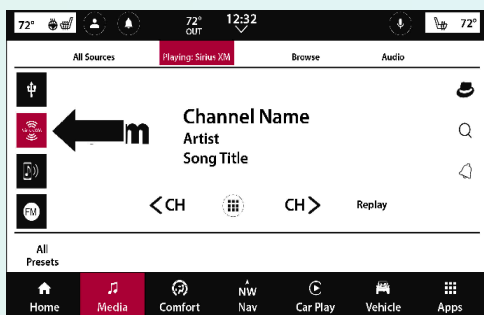 72° 72° OUT 12:32 72°
All Sources Playing: Sirius XM Browse Audio
Channel Name
Artist
Song Title
FM
<CH CH> Replay
All
Presets
NW
Home Media Comfort Nav Car Play Vehicle Apps